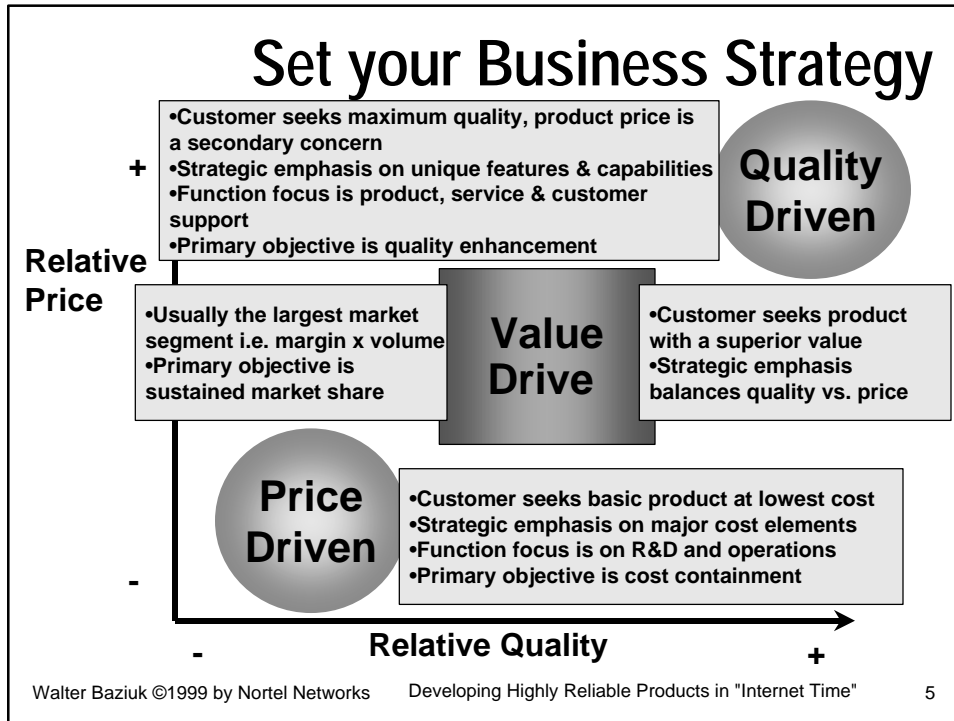 Set your Business Strategy
•Customer seeks maximum quality, product price is
a secondary concern
•Strategic emphasis on unique features & capabilities
•Function focus is product, service & customer
support
•Primary objective is quality enhancement
+
Quality
Driven
Relative
Price
•Usually the largest market
segment i.e. margin x volume
•Primary objective is
sustained market share
Value
Drive
•Customer seeks product
with a superior value
•Strategic emphasis
balances quality vs. price
Price
Driven
•Customer seeks basic product at lowest cost
•Strategic emphasis on major cost elements
•Function focus is on R&D and operations
•Primary objective is cost containment
-
-
Relative Quality
+
Walter Baziuk ©1999 by Nortel Networks
Developing Highly Reliable Products in "Internet Time"
5